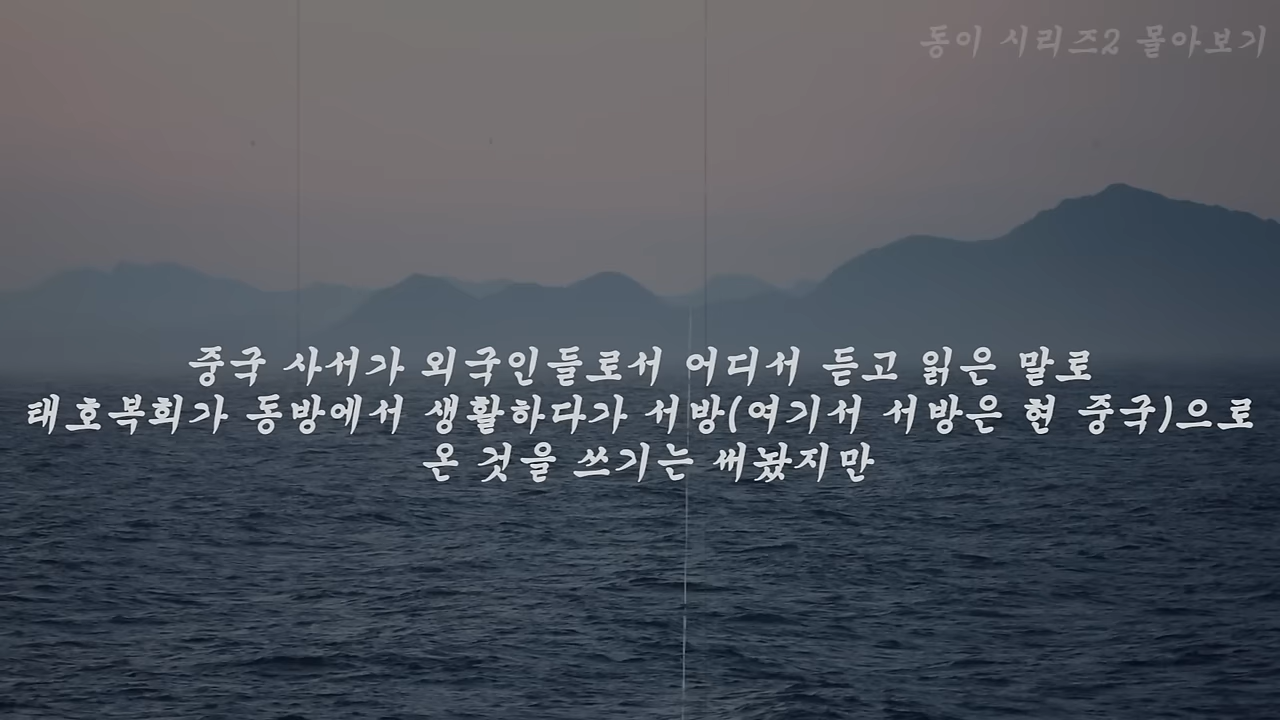 동이 시리즈2 몰아보기
중국 사서가 외국인들로서 어디서 듣고 읽은 말로
태호복희가 동방에서 생활하다가 서방(여기서 서방은 현 중국)으로
온 것을 쓰기는 써놨지만